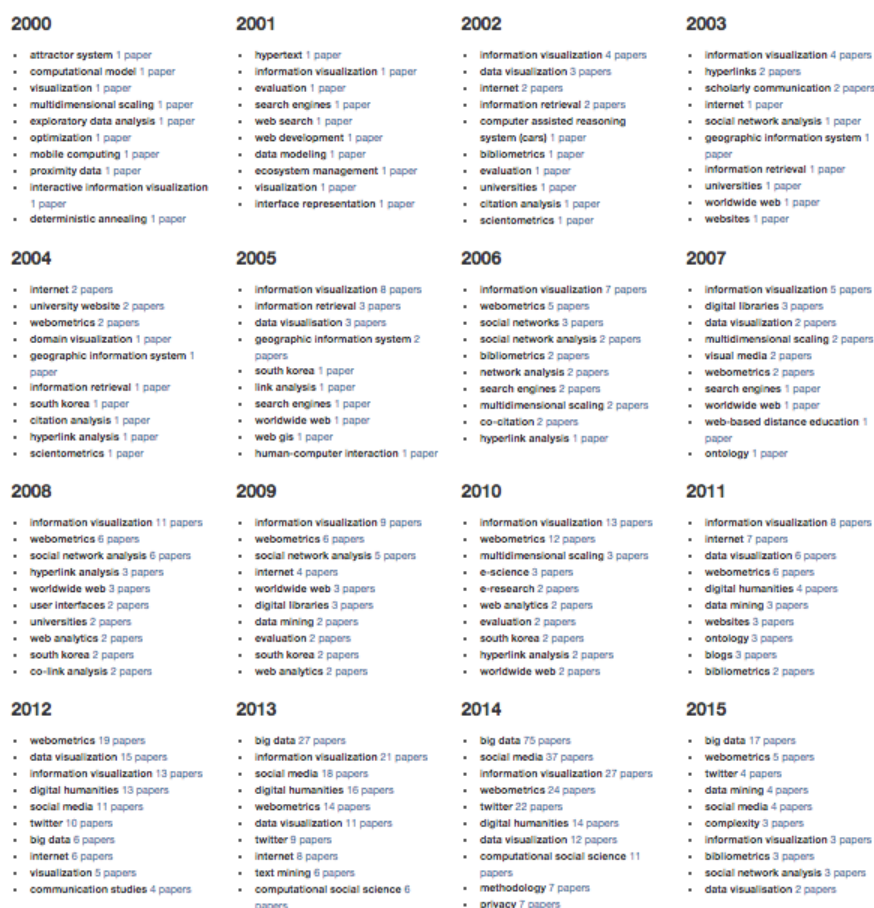 2000
attractor system 1 paper
computational model 1 paper
visualization 1 paper
multidimensional scaling 1 paper
exploratory data analysis 1 paper
optimization 1 paper
mobile computing 1 paper
proximity data 1 paper
interactive information visualization
1 paper
deterministic annealing 1 paper
2001
hypertext 1 paper
information visualization 1 paper
evaluation 1 paper
search engines 1 paper
web search 1 paper
web development 1 paper
data modeling 1 paper
ecosystem management 1 paper
visualization 1 paper
interface representation 1 paper
2002
information visualization 4 papers
data visualization 3 papers
internet 2 papers
information retrieval 2 papers
computer assisted reasoning
system (cars) 1 paper
bibliometrics 1 paper
evaluation 1 paper
universities 1 paper
citation analysis 1 paper
scientometrics 1 paper
2003
information visualization 4 papers
hyperlinks 2 papers
scholarly communication 2 papers
internet 1 paper
social network analysis 1 paper
geographic information system 1
paper
information retrieval 1 paper
universities 1 paper
worldwide web 1 paper
websites 1 paper
2004
internet 2 papers
university website 2 papers
webometrics 2 papers
domain visualization 1 paper
geographic information system 1
paper
information retrieval 1 paper
south korea 1 paper
citation analysis 1 paper
hyperlink analysis 1 paper
scientometrics 1 paper
2005
information visualization 8 papers
information retrieval 3 papers
data visualisation 3 papers
geographic information system 2
papers
south korea 1 paper
link analysis 1 paper
search engines 1 paper
worldwide web 1 paper
web gis 1 paper
human-computer interaction 1 paper
2006
information visualization 7 papers
webometrics 5 papers
social networks 3 papers
social network analysis 2 papers
bibliometrics 2 papers
network analysis 2 papers
search engines 2 papers
multidimensional scaling 2 papers
co-citation 2 papers
hyperlink analysis 1 paper
2007
information visualization 5 papers
digital libraries 3 papers
data visualization 2 papers
multidimensional scaling 2 papers
visual media 2 papers
webometrics 2 papers
search engines 1 paper
worldwide web 1 paper
web-based distance education 1
paper
ontology 1 paper
2008
information visualization 11 papers
webometrics 6 papers
social network analysis 6 papers
hyperlink analysis 3 papers
worldwide web 3 papers
user interfaces 2 papers
universities 2 papers
web analytics 2 papers
south korea 2 papers
co-link analysis 2 papers
2009
information visualization 9 papers
webometrics 6 papers
social network analysis 5 papers
internet 4 papers
worldwide web 3 papers
digital libraries 3 papers
data mining 2 papers
evaluation 2 papers
south korea 2 papers
web analytics 2 papers
2010
information visualization 13 papers
webometrics 12 papers
multidimensional scaling 3 papers
e-science 3 papers
e-research 2 papers
web analytics 2 papers
evaluation 2 papers
south korea 2 papers
hyperlink analysis 2 papers
worldwide web 2 papers
2011
information visualization 8 papers
internet 7 papers
data visualization 6 papers
webometrics 6 papers
digital humanities 4 papers
data mining 3 papers
websites 3 papers
ontology 3 papers
blogs 3 papers
bibliometrics 2 papers
2012
webometrics 19 papers
data visualization 15 papers
information visualization 13 papers
digital humanities 13 papers
social media 11 papers
twitter 10 papers
big data 6 papers
internet 6 papers
visualization 5 papers
communication studies 4 papers
2013
big data 27 papers
information visualization 21 papers
social media 18 papers
digital humanities 16 papers
webometrics 14 papers
data visualization 11 papers
twitter 9 papers
internet 8 papers
text mining 6 papers
computational social science 6
papers
2014
big data 75 papers
social media 37 papers
information visualization 27 papers
webometrics 24 papers
twitter 22 papers
digital humanities 14 papers
data visualization 12 papers
computational social science 11
papers
methodology 7 papers
privacy 7 papers
2015
big data 17 papers
webometrics 5 papers
twitter 4 papers
data mining 4 papers
social media 4 papers
complexity 3 papers
information visualization 3 papers
bibliometrics 3 papers
social network analysis 3 papers
data visualisation 2 papers